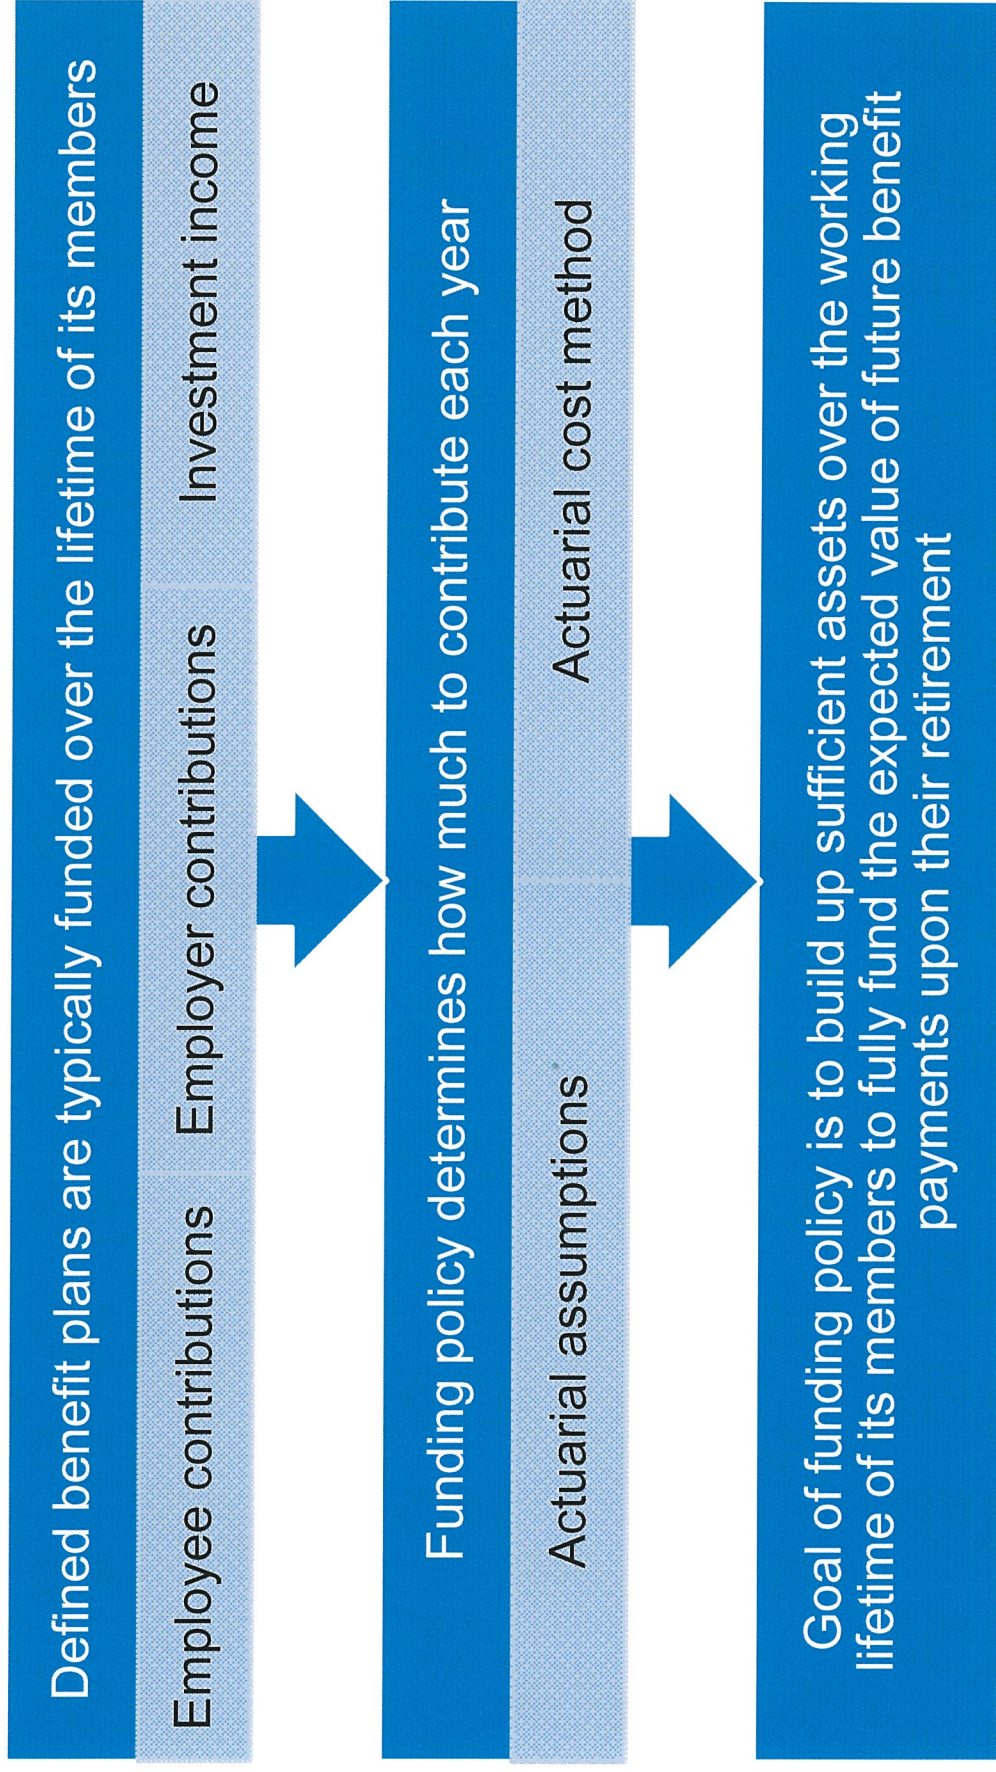 Defined benefit plans are typically funded over the lifetime of its members
Employee contributions
Employer contributions
Investment income
Funding policy determines how much to contribute each year
Actuarial assumptions
Actuarial cost method
Goal of funding policy is to build up sufficient assets over the working
lifetime of its members to fully fund the expected value of future benefit
payments upon their retirement